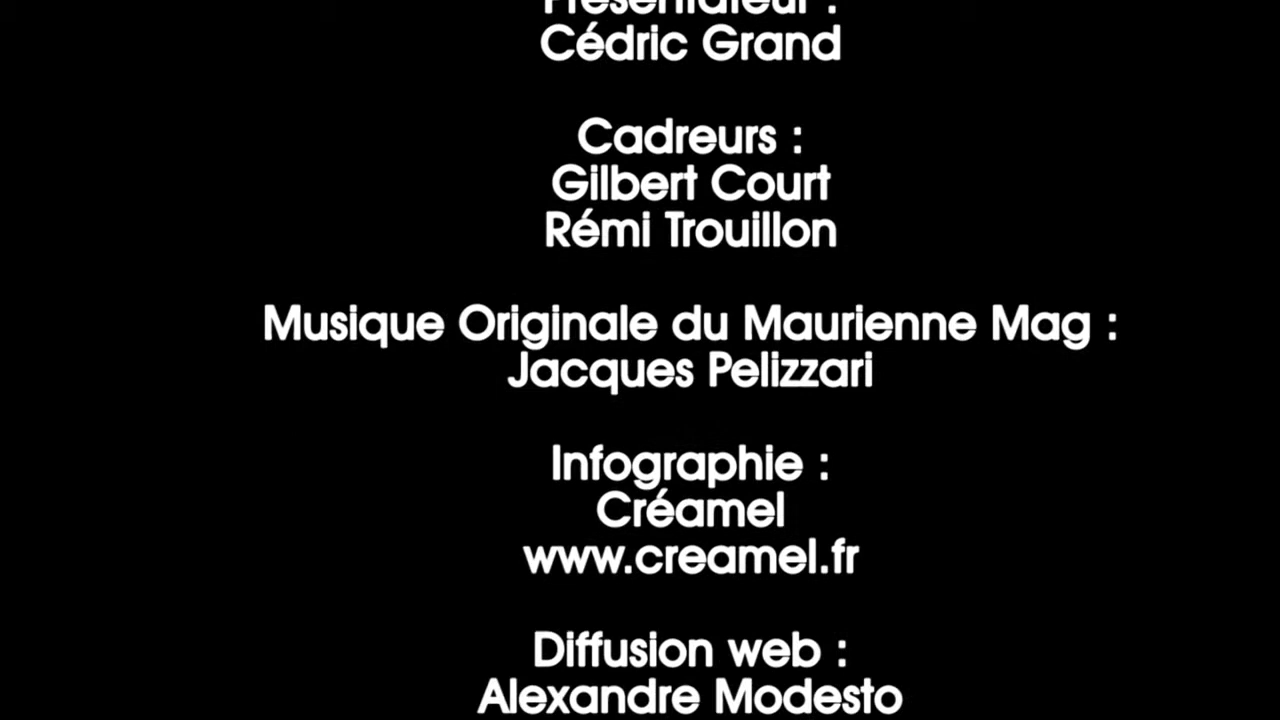 Présentateur :
Cédric Grand
Cadreurs :
Gilbert Court
Rémi Trouillon
Musique Originale du Maurienne Mag :
Jacques Pelizzari
Infographie :
Créamel
www.creamel.fr
Diffusion web :
Alexandre Modesto